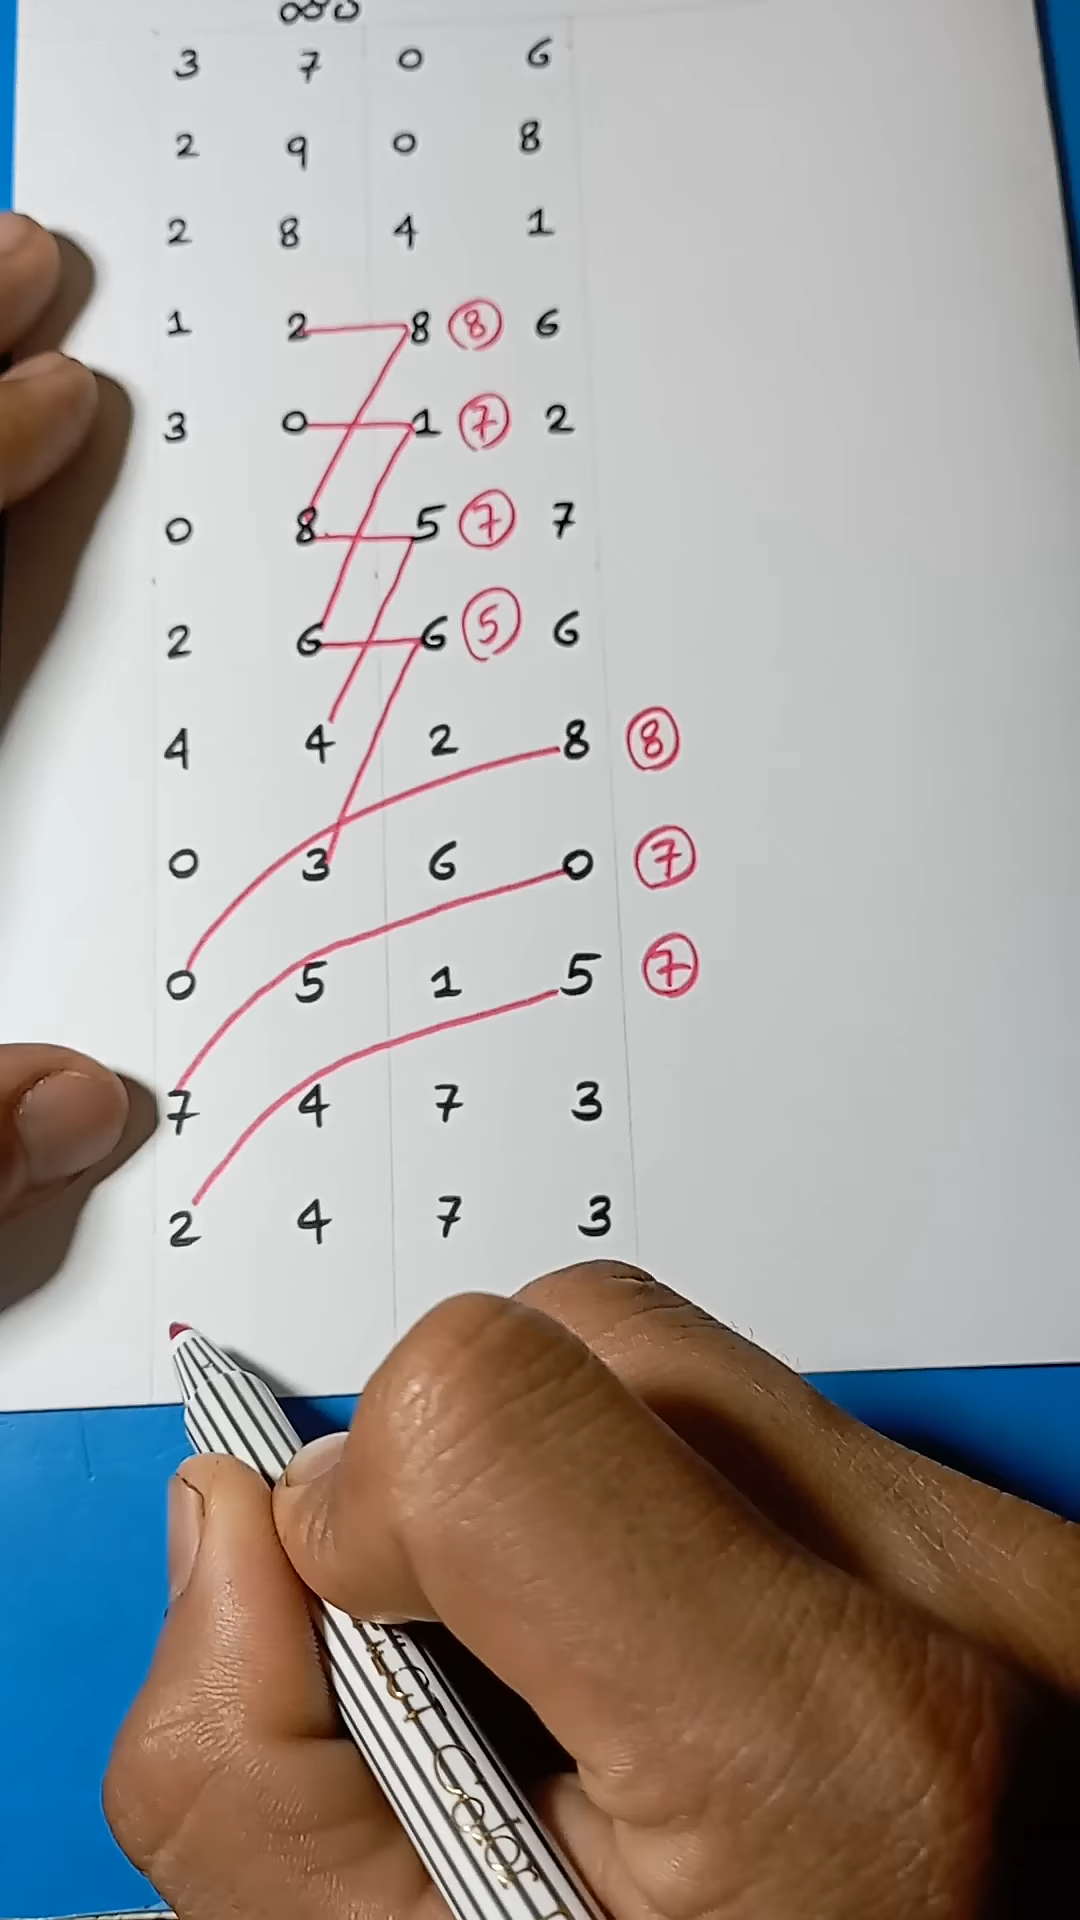 3 7 0 6
2 9 0 8
2 8 4 1
1 2 8 8 6
3 0 1 7 2
0 8 5 7 7
2 6 6 5 6
4 4 2 8 8
0 3 6 0 7
0 5 1 5 7
7 4 7 3
2 4 7 3
Color